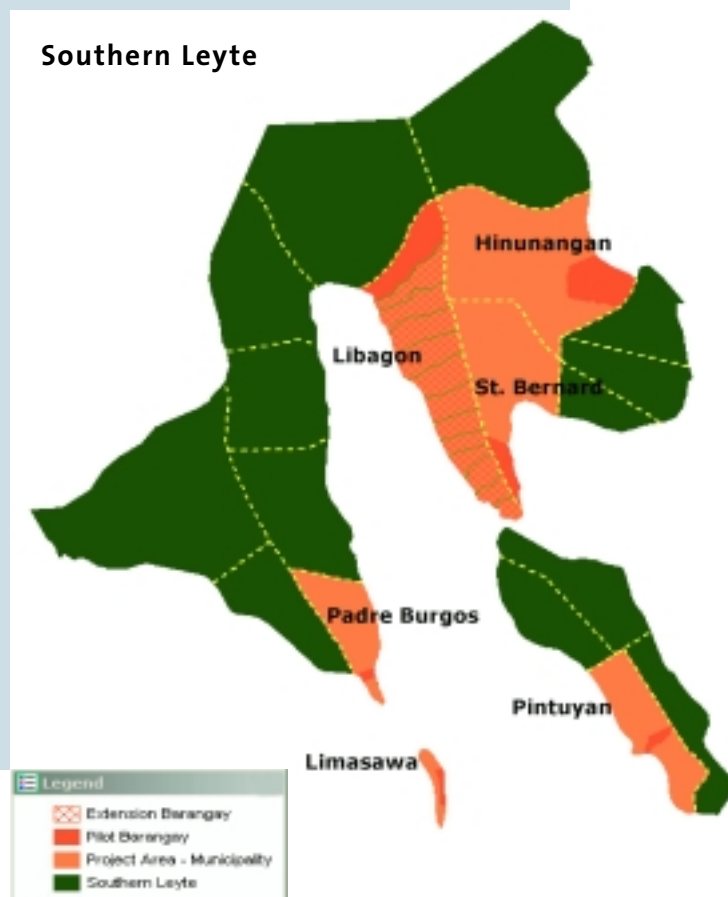 Southern Leyte
Hinunangan
Libagon
St. Bernard
Padre Burgos
Pintuyan
Limasawa
Legend
Extension Barangay
Pilot Barangay
Project Area - Municipality
Southern Leyte